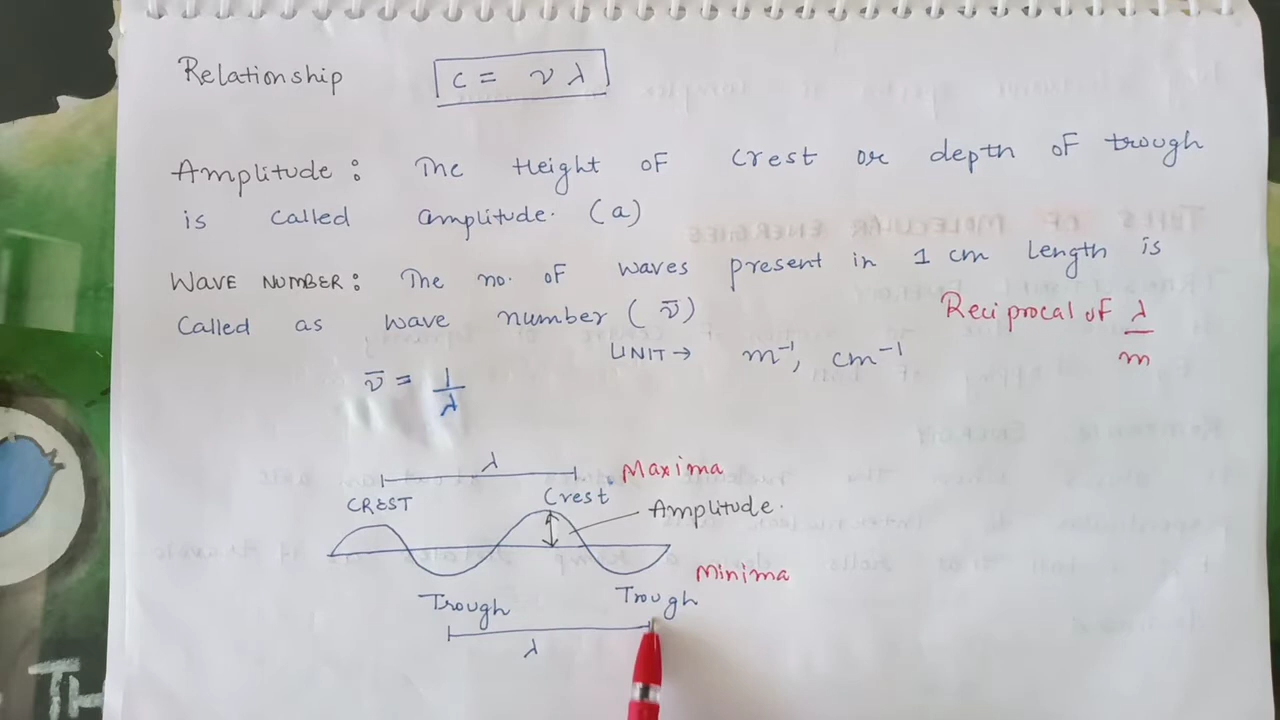 Relationship c = ν λ
Amplitude : The Height of crest or depth of trough
is called amplitude. (a)
WAVE NUMBER : The no. of waves present in 1 cm length is
called as wave number (ν̅)
Reciprocal of λ
UNIT → m⁻¹, cm⁻¹
m
ν̅ = 1/λ
λ
Maxima
CREST Crest.
Amplitude.
Minima
Trough Trough
λ
TH